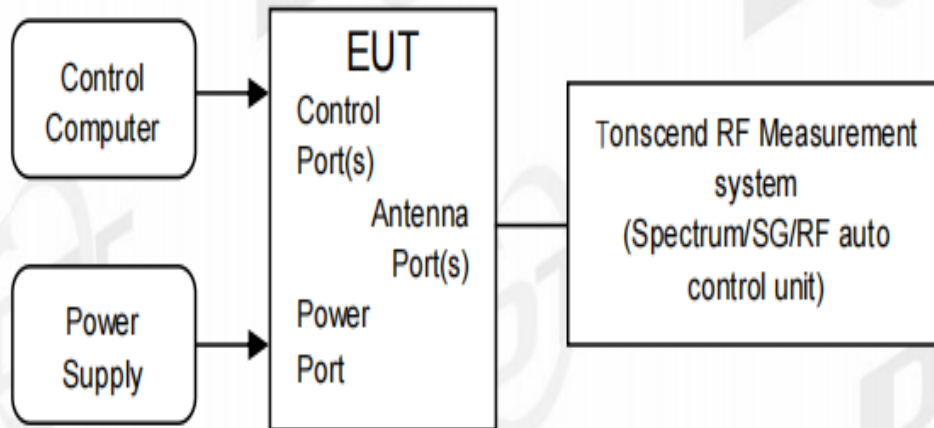 Control
Computer
Power
Supply
EUT
Control
Port(s)
Antenna
Port(s)
Power
Port
Tonscend RF Measurement
system
(Spectrum/SG/RF auto
control unit)